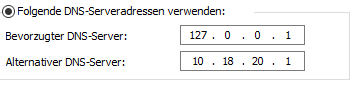 Folgende DNS-Serveradressen verwenden:
Bevorzugter DNS-Server: 127 . 0 . 0 . 1
Alternativer DNS-Server: 10 . 18 . 20 . 1